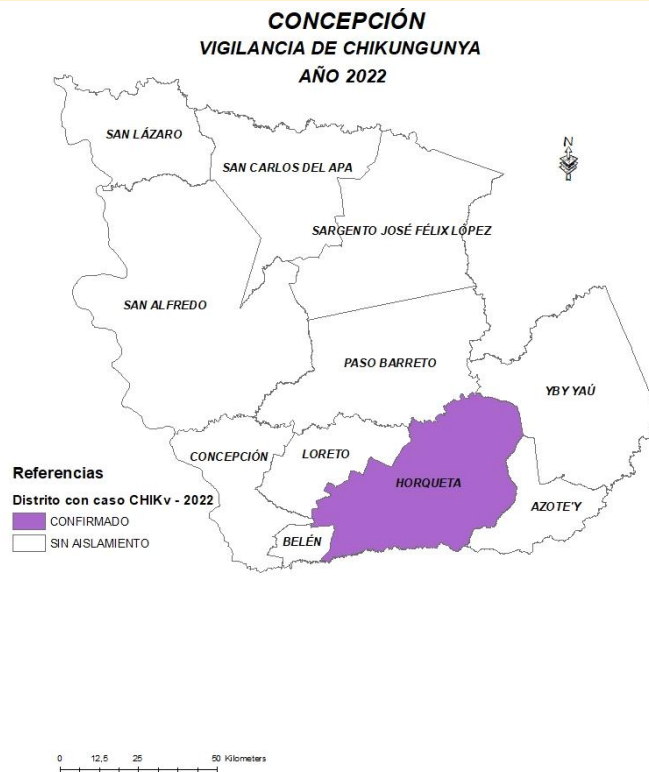 CONCEPCIÓN
VIGILANCIA DE CHIKUNGUNYA
AÑO 2022
N
SAN LÁZARO
SAN CARLOS DEL APA
SARGENTO JOSÉ FÉLIX LÓPEZ
SAN ALFREDO
PASO BARRETO
YBY YAÚ
CONCEPCIÓN
LORETO
HORQUETA
AZOTE'Y
BELÉN
Referencias
Distrito con caso CHIKv - 2022
CONFIRMADO
SIN AISLAMIENTO
0 12,5 25 50 Kilometers